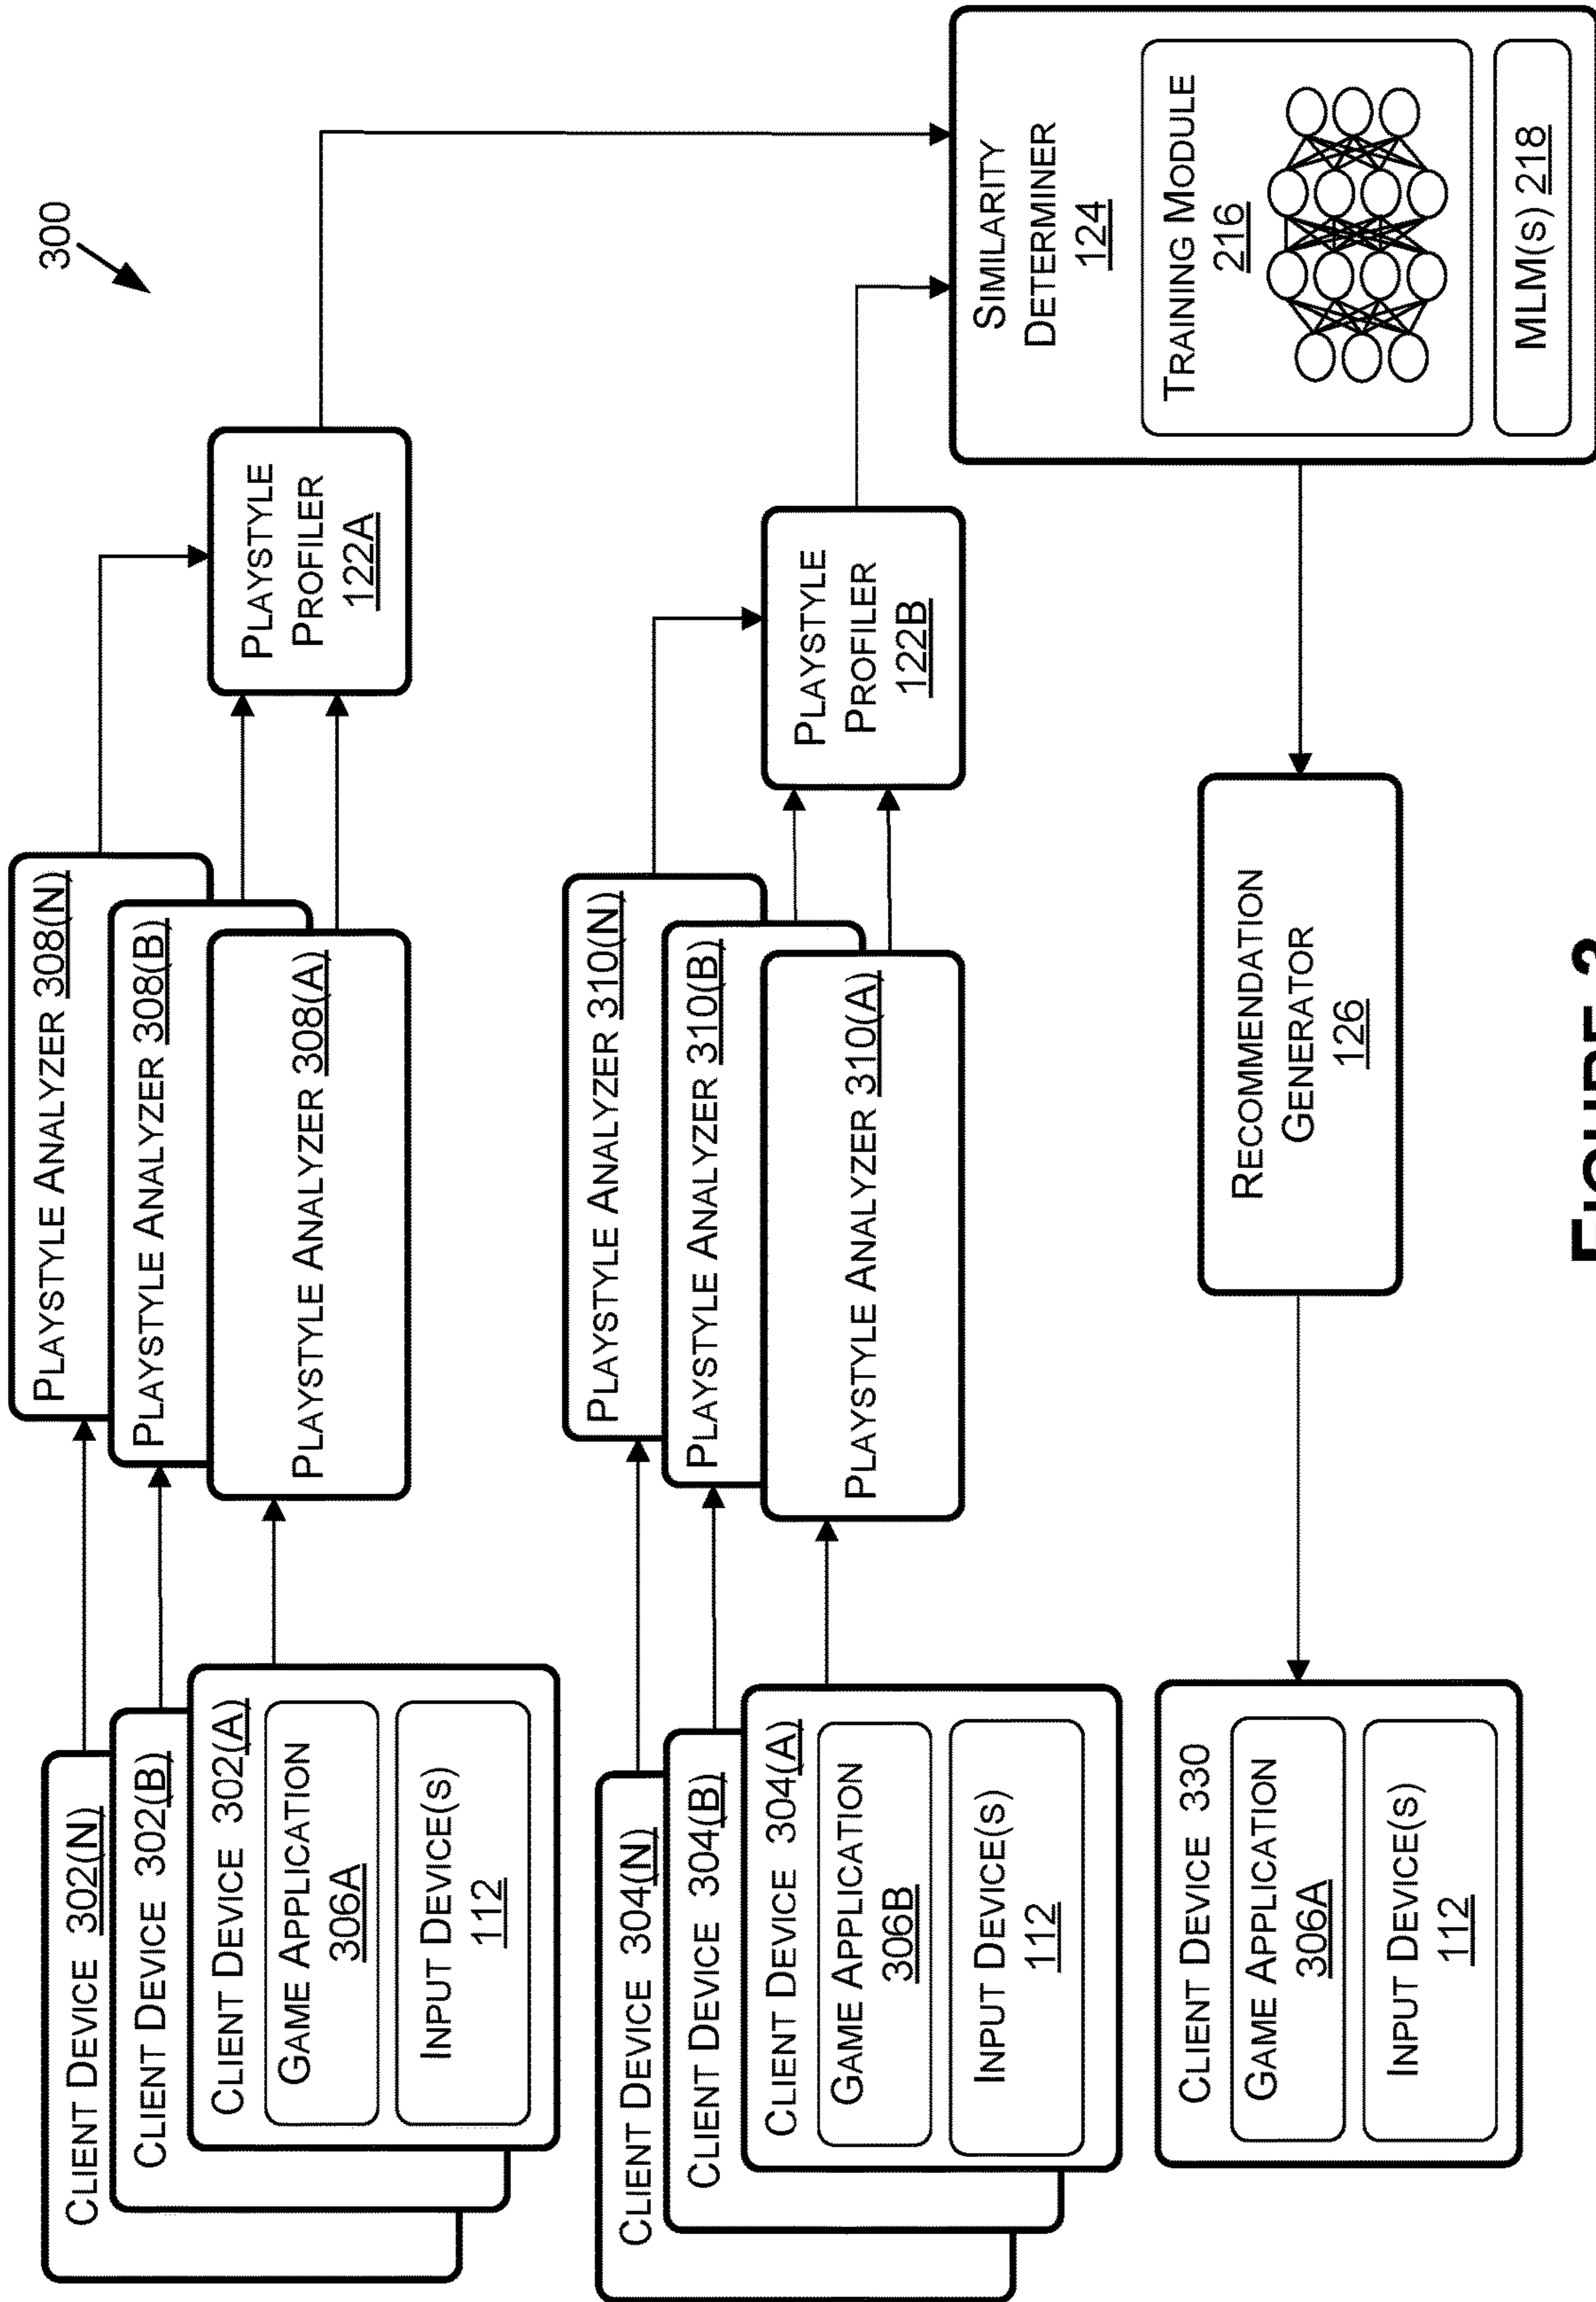 300
CLIENT DEVICE 302(N)
CLIENT DEVICE 302(B)
CLIENT DEVICE 302(A)
GAME APPLICATION
306A
INPUT DEVICE(S)
112
PLAYSTYLE ANALYZER 308(N)
PLAYSTYLE ANALYZER 308(B)
PLAYSTYLE ANALYZER 308(A)
PLAYSTYLE
PROFILER
122A
CLIENT DEVICE 304(N)
CLIENT DEVICE 304(B)
CLIENT DEVICE 304(A)
GAME APPLICATION
306B
INPUT DEVICE(S)
112
PLAYSTYLE ANALYZER 310(N)
PLAYSTYLE ANALYZER 310(B)
PLAYSTYLE ANALYZER 310(A)
PLAYSTYLE
PROFILER
122B
SIMILARITY
DETERMINER
124
TRAINING MODULE
216
MLM(S) 218
CLIENT DEVICE 330
GAME APPLICATION
306A
INPUT DEVICE(S)
112
RECOMMENDATION
GENERATOR
126
FIGURE 3